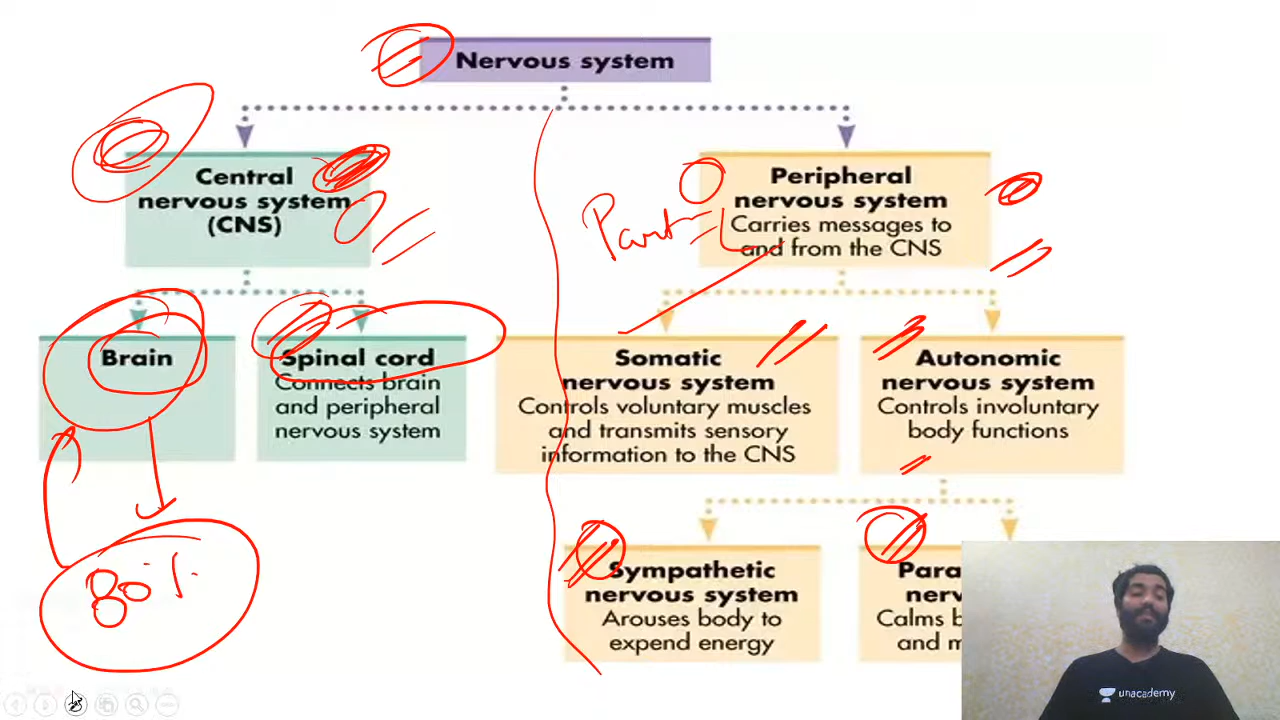 Nervous system
Central
nervous system
(CNS)
Part-1
Peripheral
nervous system
Carries messages to
and from the CNS
Brain
Spinal cord
Connects brain
and peripheral
nervous system
Somatic
nervous system
Controls voluntary muscles
and transmits sensory
information to the CNS
Autonomic
nervous system
Controls involuntary
body functions
80%
Sympathetic
nervous system
Arouses body to
expend energy
Para
nerv
Calms b
and m
unacademy